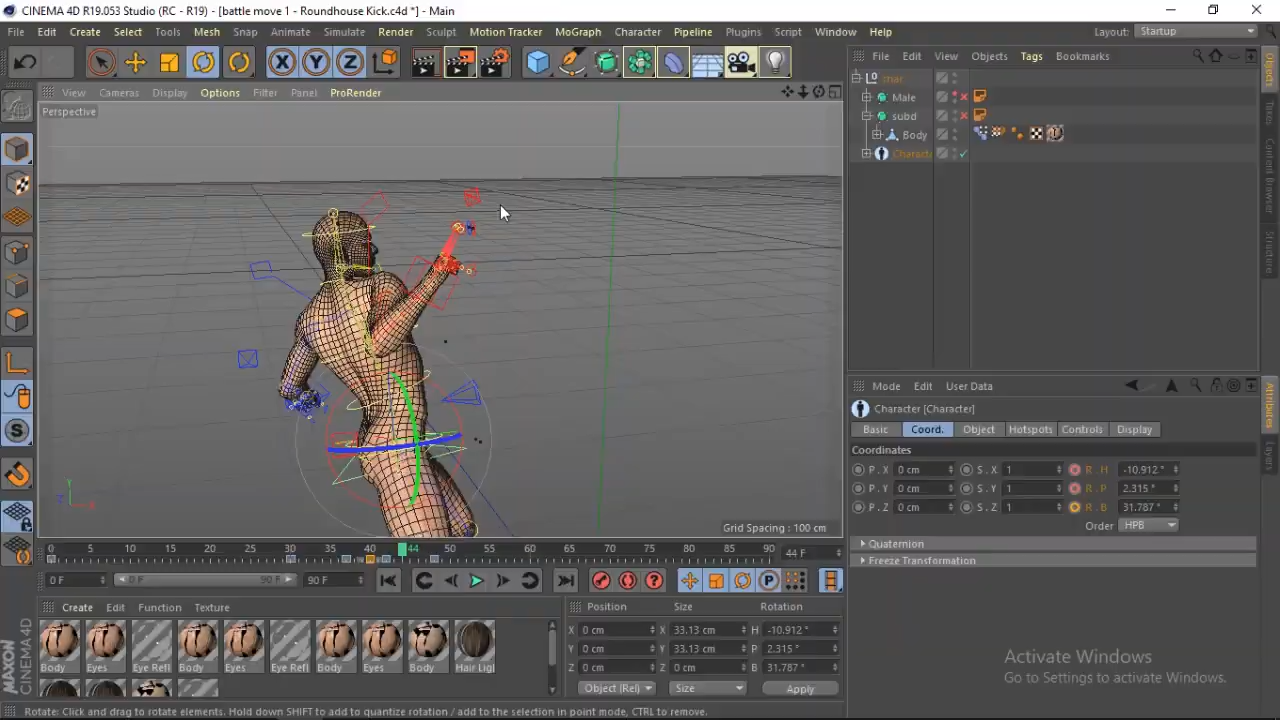 CINEMA 4D R19.053 Studio (RC - R19) - [battle move 1 - Roundhouse Kick.c4d *] - Main
File Edit Create Select Tools Mesh Snap Animate Simulate Render Sculpt Motion Tracker MoGraph Character Pipeline Plugins Script Window Help Layout: Startup
X Y Z
View Cameras Display Options Filter Panel ProRender
File Edit View Objects Tags Bookmarks
Perspective
mar
Male
subd
Body
Charact
Objects
Takes
Content Browser
Structure
Grid Spacing : 100 cm
Mode Edit User Data
Character [Character]
Basic Coord. Object Hotspots Controls Display
Coordinates
P . X 0 cm S . X 1 R . H -10.912 °
P . Y 0 cm S . Y 1 R . P 2.315 °
P . Z 0 cm S . Z 1 R . B 31.787 °
Order HPB
Quaternion
Freeze Transformation
Attributes
Layers
0 5 10 15 20 25 30 35 40 44 50 55 60 65 70 75 80 85 90 44 F
0 F 0 F 90 F 90 F
Create Edit Function Texture
Body Eyes Eye Refl Body Eyes Eye Refl Body Eyes Body Hair Ligl
Position Size Rotation
X 0 cm X 33.13 cm H -10.912 °
Y 0 cm Y 33.13 cm P 2.315 °
Z 0 cm Z 0 cm B 31.787 °
Object (Rel) Size Apply
MAXON CINEMA 4D
Activate Windows
Go to Settings to activate Windows.
Rotate: Click and drag to rotate elements. Hold down SHIFT to add to quantize rotation / add to the selection in point mode, CTRL to remove.